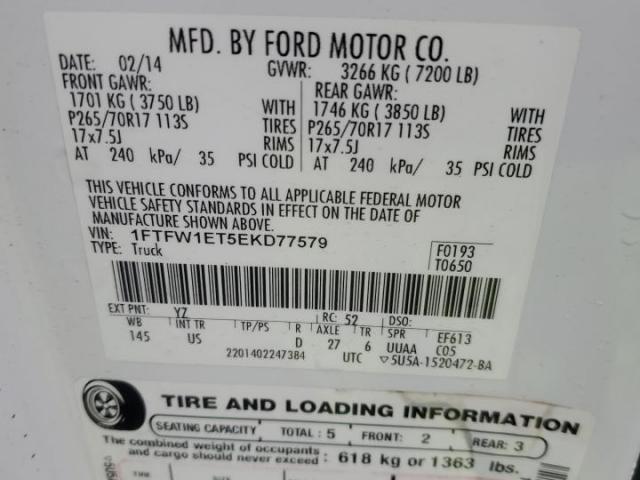 MFD. BY FORD MOTOR CO.
DATE: 02/14 GVWR: 3266 KG ( 7200 LB)
FRONT GAWR: REAR GAWR:
1701 KG ( 3750 LB) WITH 1746 KG ( 3850 LB) WITH
P265/70R17 113S TIRES P265/70R17 113S TIRES
17x7.5J RIMS 17x7.5J RIMS
AT 240 kPa/ 35 PSI COLD AT 240 kPa/ 35 PSI COLD
THIS VEHICLE CONFORMS TO ALL APPLICABLE FEDERAL MOTOR
VEHICLE SAFETY STANDARDS IN EFFECT ON THE DATE OF
MANUFACTURE SHOWN ABOVE.
VIN: 1FTFW1ET5EKD77579 F0193
TYPE: Truck T0650
EXT PNT: YZ RC: 52 DSO:
WB INT TR TP/PS R AXLE TR SPR EF613
145 US D 27 6 UUAA C05
2201402247384 UTC ▽5U5A-1520472-BA
TIRE AND LOADING INFORMATION
SEATING CAPACITY TOTAL : 5 FRONT: 2 REAR: 3
The combined weight of occupants
and cargo should never exceed: 618 kg or 1363 lbs.